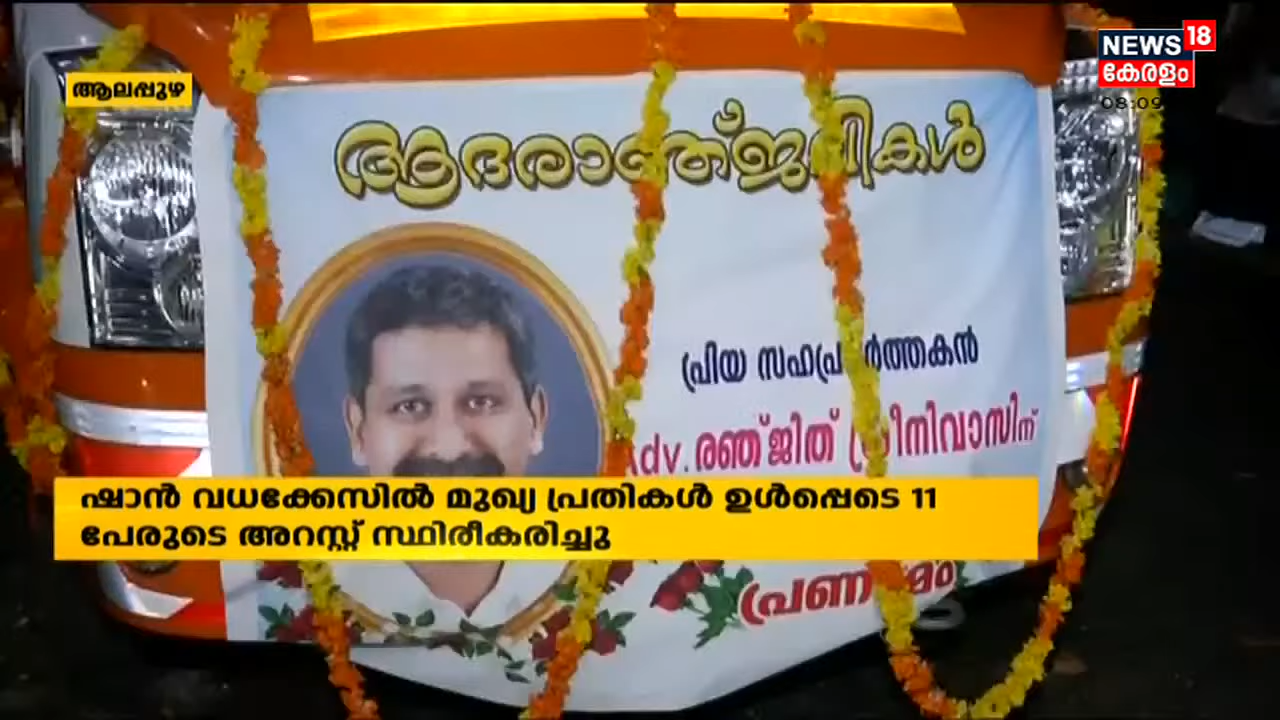 NEWS 18
കേരളം
08:09
ആലപ്പുഴ
ആദരാഞ്ജലികൾ
പ്രിയ സഹപ്രവർത്തകൻ
Adv. രഞ്ജിത് ശ്രീനിവാസിന്
ഷാൻ വധക്കേസിൽ മുഖ്യ പ്രതികൾ ഉൾപ്പെടെ 11
പേരുടെ അറസ്റ്റ് സ്ഥിരീകരിച്ചു
പ്രണാമം